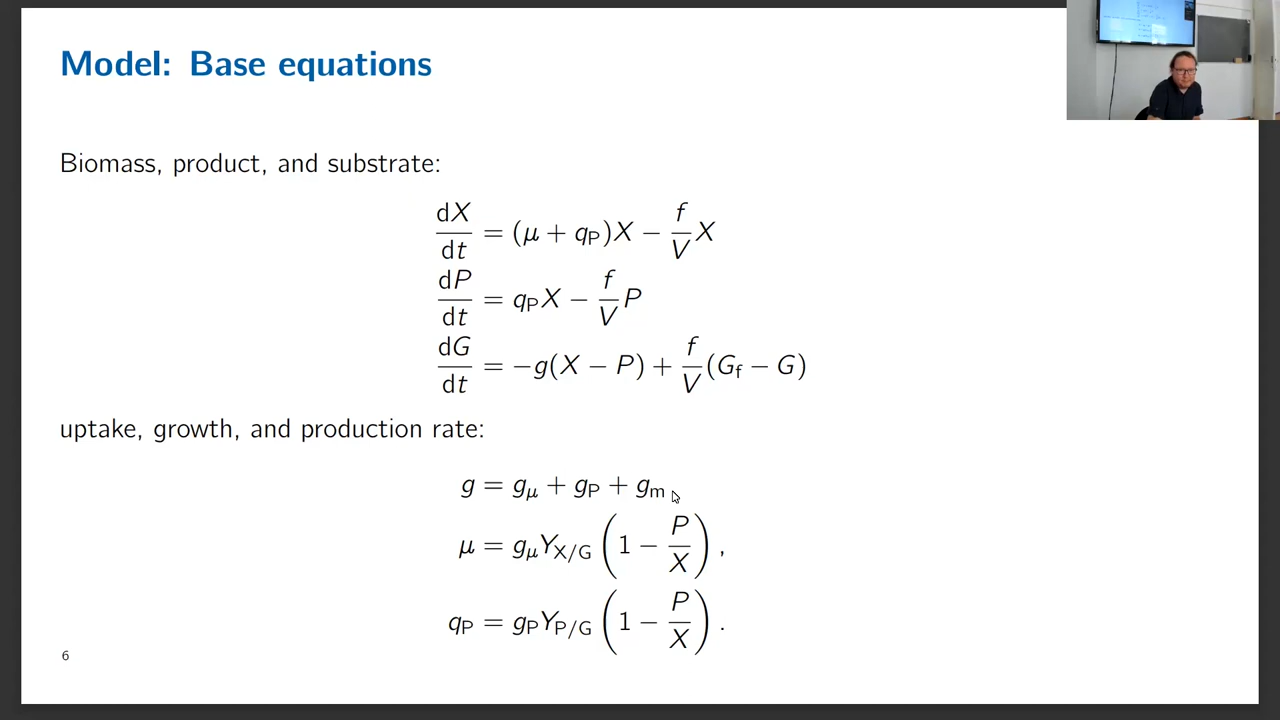 Model: Base equations
Biomass, product, and substrate:
dX/dt = (μ + q_P)X − f/V X
dP/dt = q_P X − f/V P
dG/dt = −g(X − P) + f/V (G_f − G)
uptake, growth, and production rate:
g = g_μ + g_P + g_m
μ = g_μ Y_X/G (1 − P/X),
q_P = g_P Y_P/G (1 − P/X).
6